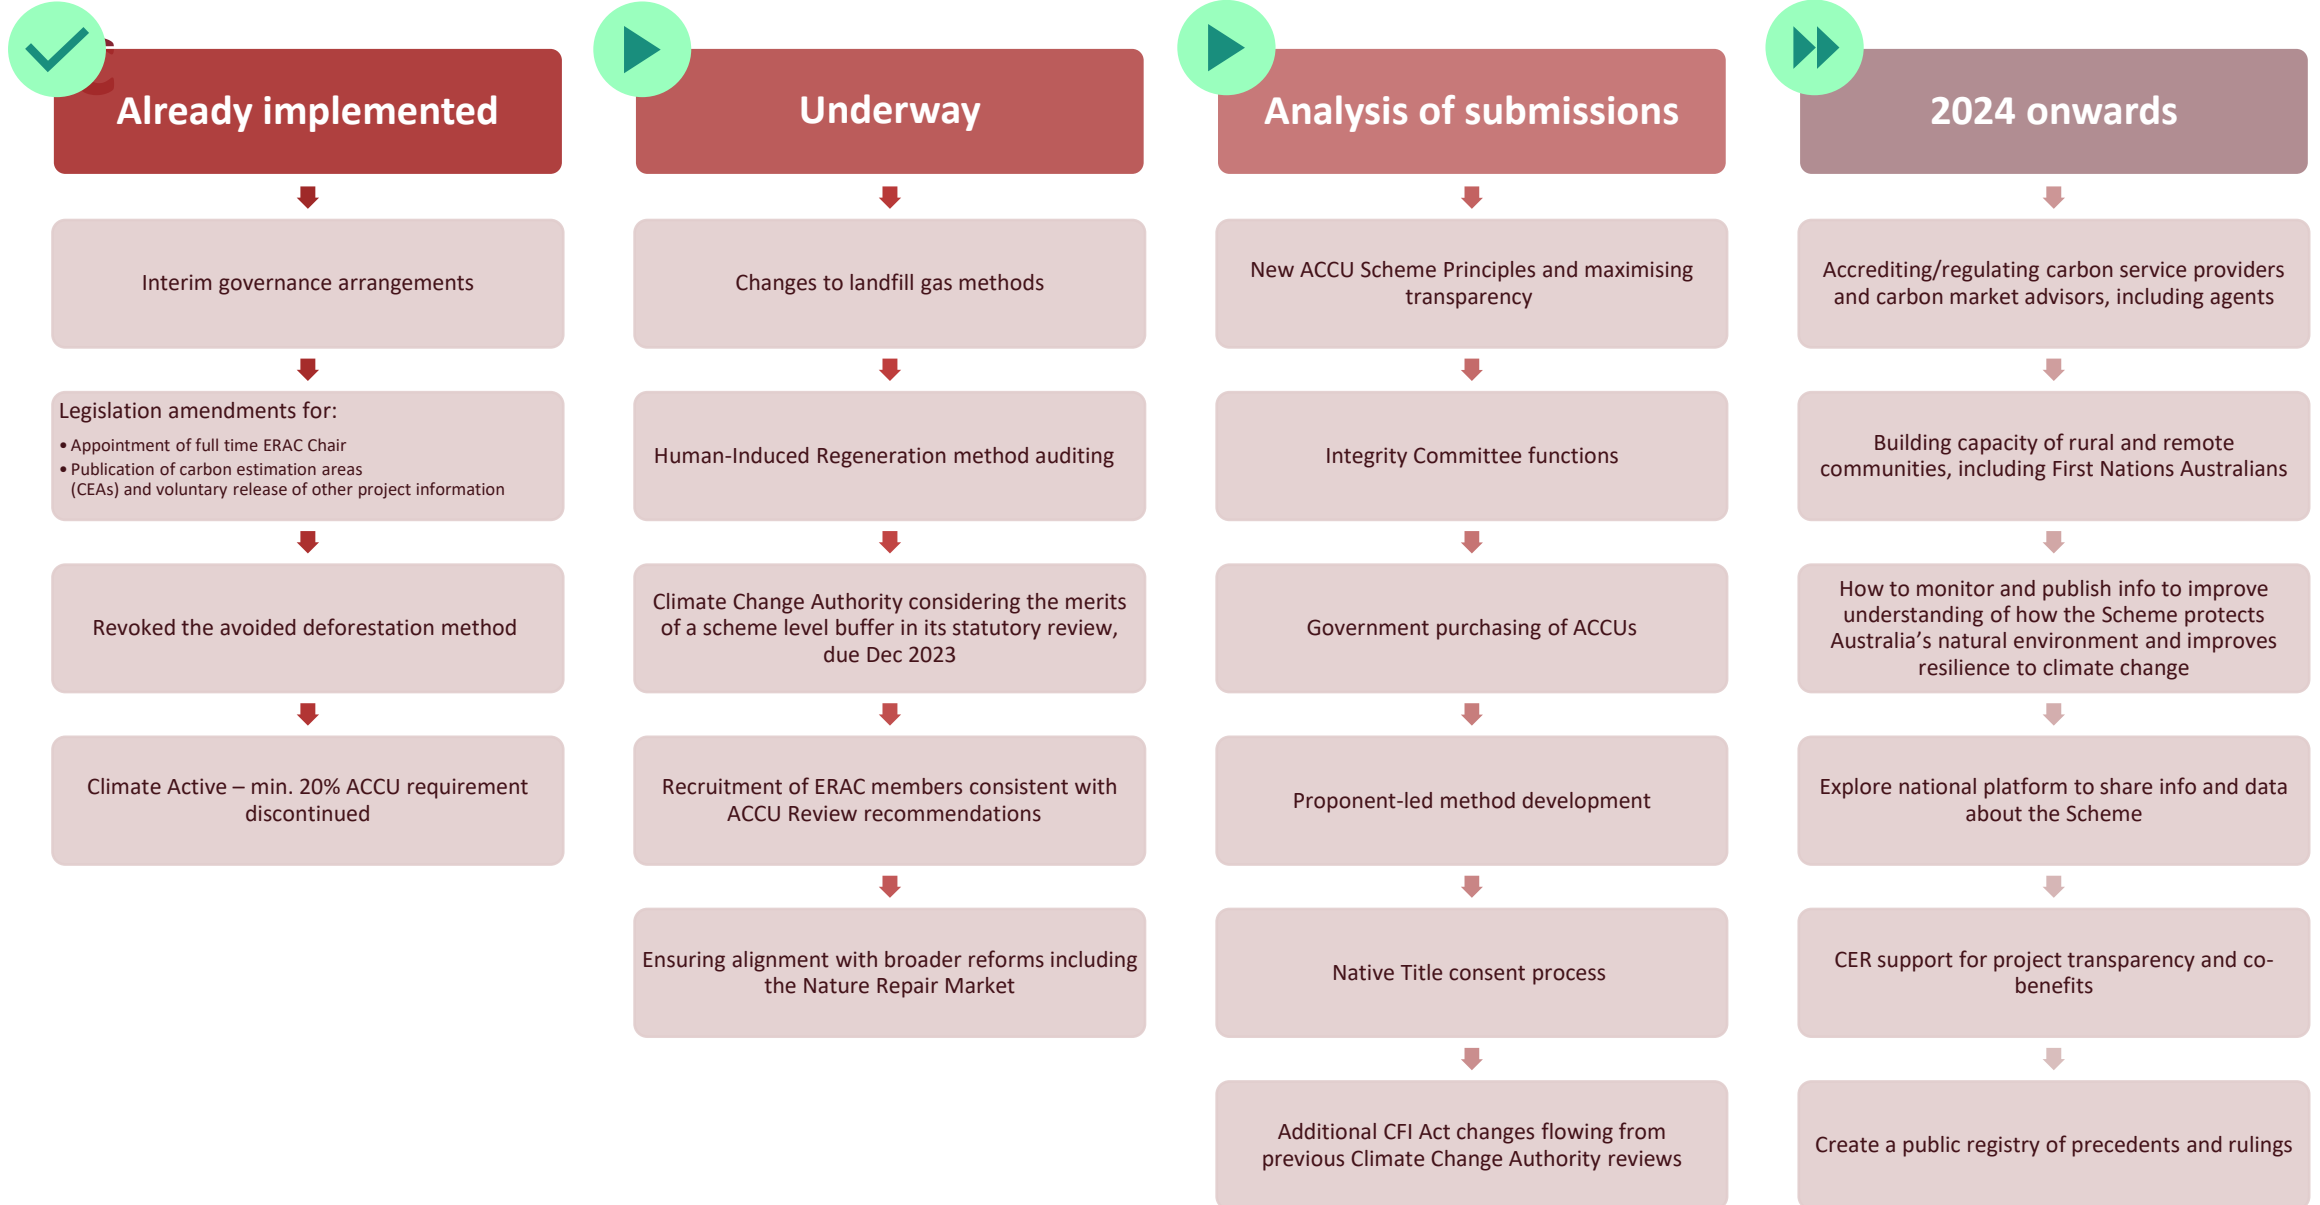 Already implemented
Interim governance arrangements
Legislation amendments for:
• Appointment of full time ERAC Chair
• Publication of carbon estimation areas
(CEAs) and voluntary release of other project information
Revoked the avoided deforestation method
Climate Active – min. 20% ACCU requirement
discontinued
Underway
Changes to landfill gas methods
Human-Induced Regeneration method auditing
Climate Change Authority considering the merits
of a scheme level buffer in its statutory review,
due Dec 2023
Recruitment of ERAC members consistent with
ACCU Review recommendations
Ensuring alignment with broader reforms including
the Nature Repair Market
Analysis of submissions
New ACCU Scheme Principles and maximising
transparency
Integrity Committee functions
Government purchasing of ACCUs
Proponent-led method development
Native Title consent process
Additional CFI Act changes flowing from
previous Climate Change Authority reviews
2024 onwards
Accrediting/regulating carbon service providers
and carbon market advisors, including agents
Building capacity of rural and remote
communities, including First Nations Australians
How to monitor and publish info to improve
understanding of how the Scheme protects
Australia’s natural environment and improves
resilience to climate change
Explore national platform to share info and data
about the Scheme
CER support for project transparency and co-
benefits
Create a public registry of precedents and rulings